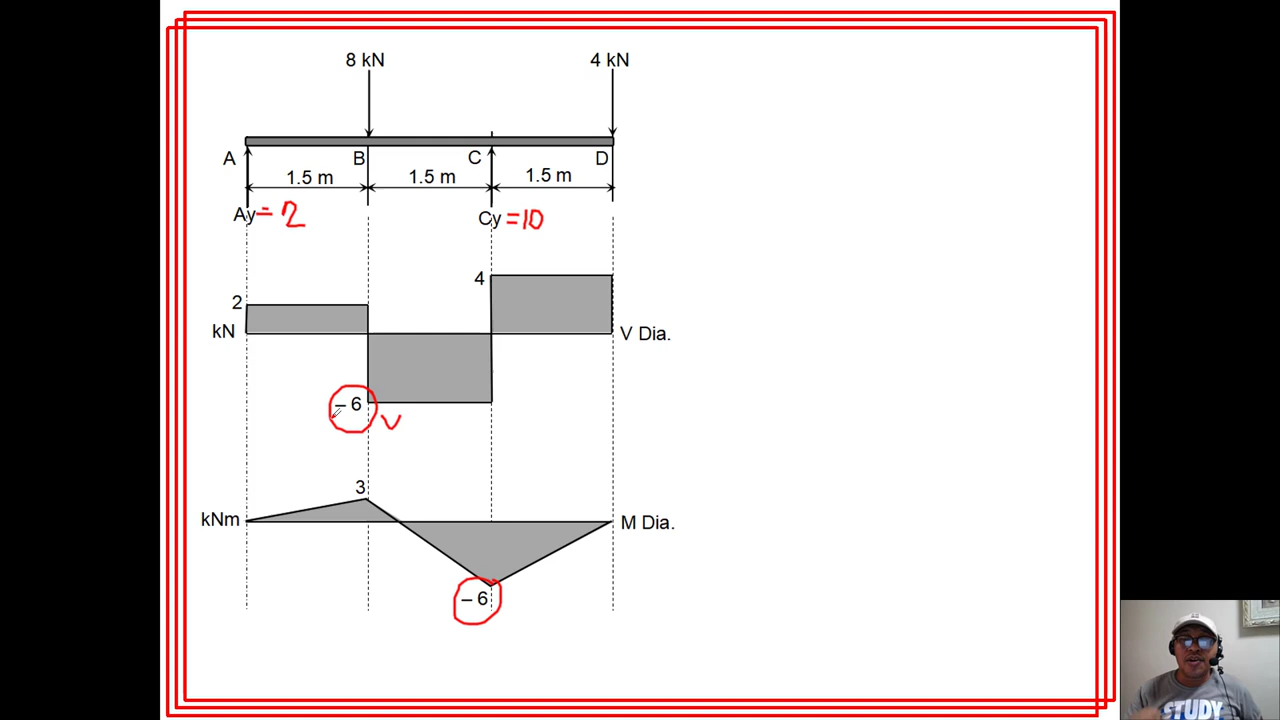 8 kN 4 kN
A B C D
1.5 m 1.5 m 1.5 m
Ay = 2 Cy = 10
4
2
kN V Dia.
– 6 V
3
kNm M Dia.
– 6
STUDY